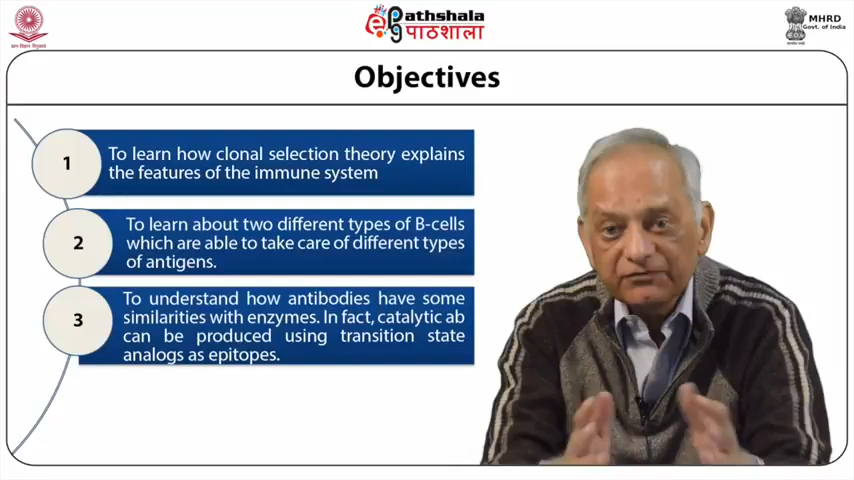 Pathshala
पाठशाला
MHRD
Govt. of India
Objectives
1
To learn how clonal selection theory explains
the features of the immune system
2
To learn about two different types of B-cells
which are able to take care of different types
of antigens.
3
To understand how antibodies have some
similarities with enzymes. In fact, catalytic ab
can be produced using transition state
analogs as epitopes.